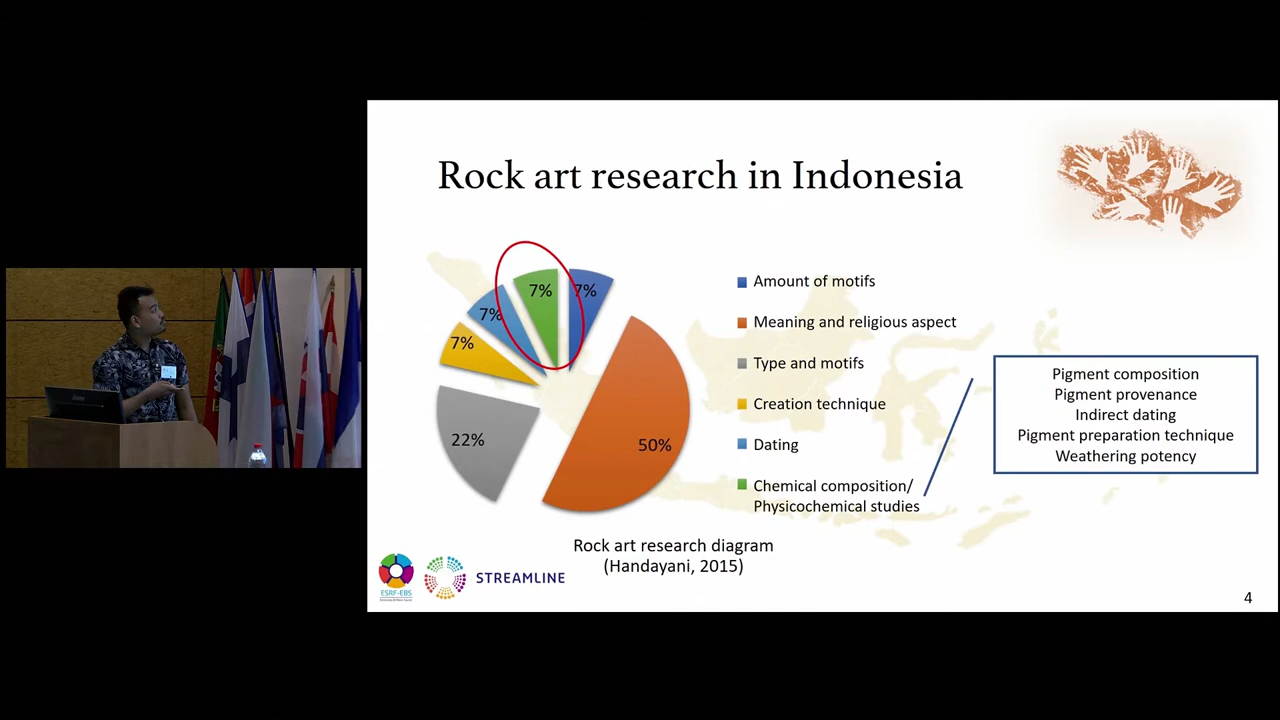 Rock art research in Indonesia
7%
7%
7%
7%
22%
50%
Amount of motifs
Meaning and religious aspect
Type and motifs
Creation technique
Dating
Chemical composition/
Physicochemical studies
Pigment composition
Pigment provenance
Indirect dating
Pigment preparation technique
Weathering potency
Rock art research diagram
(Handayani, 2015)
ESRF-EBS
STREAMLINE
4